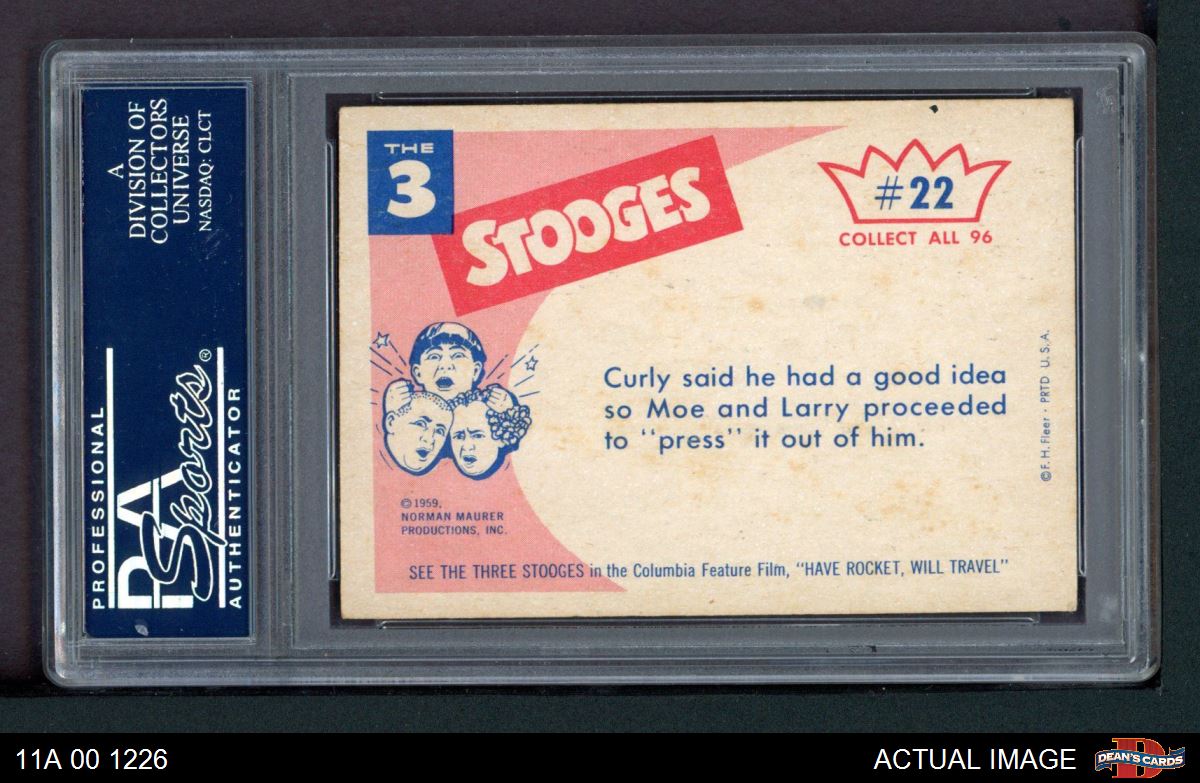 A
DIVISION OF
COLLECTORS
UNIVERSE
NASDAQ: CLCT
PROFESSIONAL
PSA
Sports®
AUTHENTICATOR
THE
3
STOOGES
#22
COLLECT ALL 96
Curly said he had a good idea
so Moe and Larry proceeded
to "press" it out of him.
© F. H. Fleer · PRTD U. S. A.
© 1959,
NORMAN MAURER
PRODUCTIONS, INC.
SEE THE THREE STOOGES in the Columbia Feature Film, "HAVE ROCKET, WILL TRAVEL"
11A 00 1226
ACTUAL IMAGE
D
DEAN'S CARDS